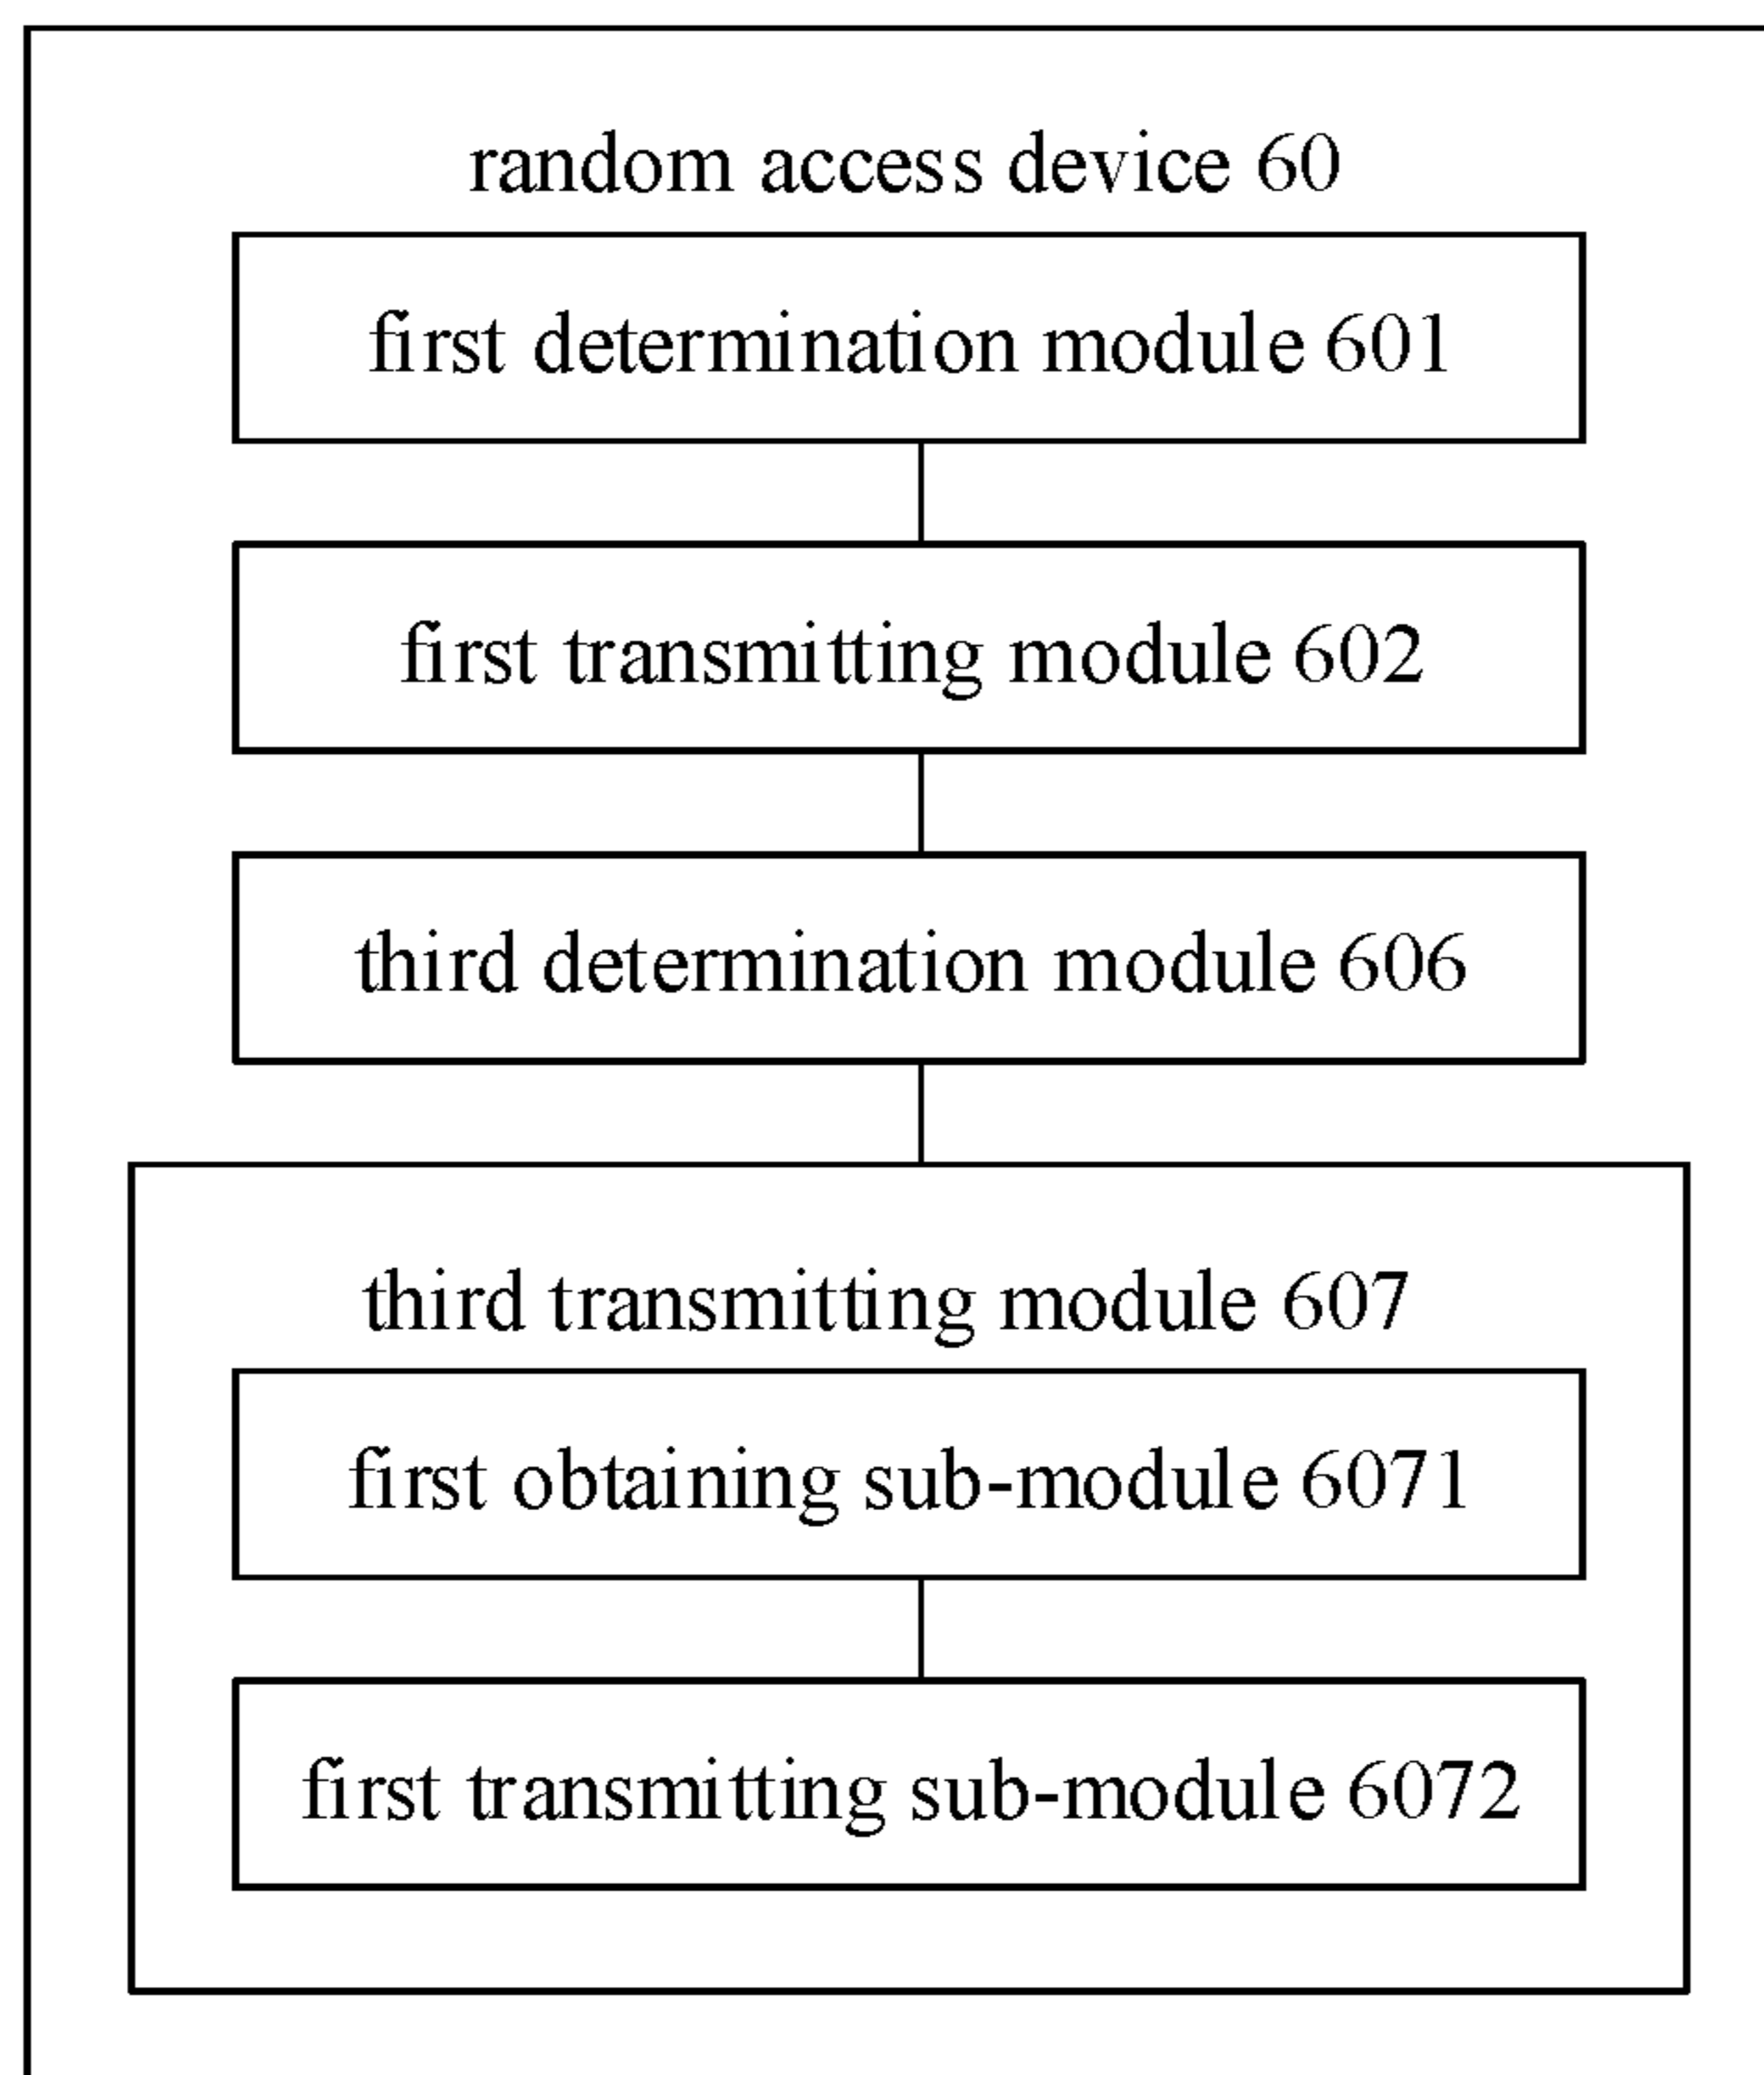 random access device 60
first determination module 601
first transmitting module 602
third determination module 606
third transmitting module 607
first obtaining sub-module 6071
first transmitting sub-module 6072